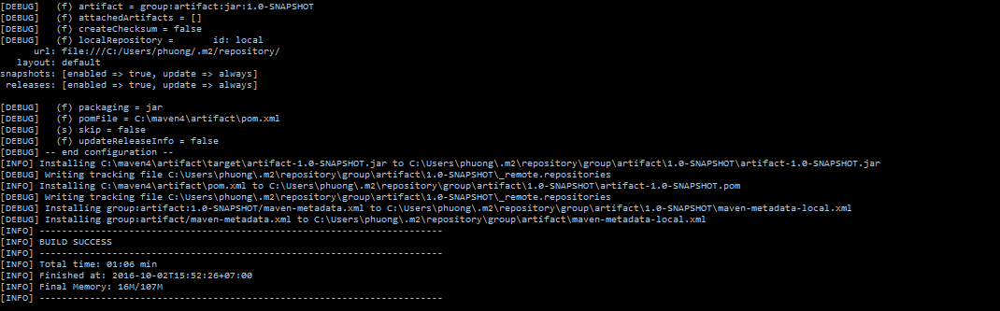 [DEBUG]   (f) artifact = group:artifact:jar:1.0-SNAPSHOT
[DEBUG]   (f) attachedArtifacts = []
[DEBUG]   (f) createChecksum = false
[DEBUG]   (f) localRepository =       id: local
      url: file:///C:/Users/phuong/.m2/repository/
   layout: default
snapshots: [enabled => true, update => always]
 releases: [enabled => true, update => always]
[DEBUG]   (f) packaging = jar
[DEBUG]   (f) pomFile = C:\maven4\artifact\pom.xml
[DEBUG]   (s) skip = false
[DEBUG]   (f) updateReleaseInfo = false
[DEBUG] -- end configuration --
[INFO] Installing C:\maven4\artifact\target\artifact-1.0-SNAPSHOT.jar to C:\Users\phuong\.m2\repository\group\artifact\1.0-SNAPSHOT\artifact-1.0-SNAPSHOT.jar
[DEBUG] Writing tracking file C:\Users\phuong\.m2\repository\group\artifact\1.0-SNAPSHOT\_remote.repositories
[INFO] Installing C:\maven4\artifact\pom.xml to C:\Users\phuong\.m2\repository\group\artifact\1.0-SNAPSHOT\artifact-1.0-SNAPSHOT.pom
[DEBUG] Writing tracking file C:\Users\phuong\.m2\repository\group\artifact\1.0-SNAPSHOT\_remote.repositories
[DEBUG] Installing group:artifact:1.0-SNAPSHOT/maven-metadata.xml to C:\Users\phuong\.m2\repository\group\artifact\1.0-SNAPSHOT\maven-metadata-local.xml
[DEBUG] Installing group:artifact/maven-metadata.xml to C:\Users\phuong\.m2\repository\group\artifact\maven-metadata-local.xml
[INFO] ------------------------------------------------------------------------
[INFO] BUILD SUCCESS
[INFO] ------------------------------------------------------------------------
[INFO] Total time: 01:06 min
[INFO] Finished at: 2016-10-02T15:52:26+07:00
[INFO] Final Memory: 16M/107M
[INFO] ------------------------------------------------------------------------